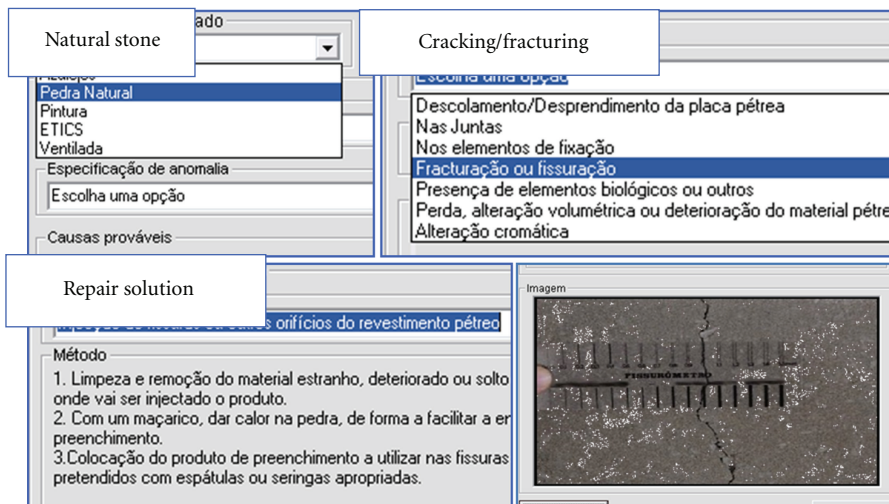 Natural stone
ado
Pedra Natural
Pintura
ETICS
Ventilada
Especificação de anomalia
Escolha uma opção
Causas prováveis
Cracking/fracturing
Escolha uma opção
Descolamento/Desprendimento da placa pétrea
Nas Juntas
Nos elementos de fixação
Fracturação ou fissuração
Presença de elementos biológicos ou outros
Perda, alteração volumétrica ou deterioração do material pétre
Alteração cromática
Repair solution
orifícios do revestimento pétreo
Método
1. Limpeza e remoção do material estranho, deteriorado ou solto
onde vai ser injectado o produto.
2. Com um maçarico, dar calor na pedra, de forma a facilitar a en
preenchimento.
3.Colocação do produto de preenchimento a utilizar nas fissuras
pretendidos com espátulas ou seringas apropriadas.
Imagem
FISSURÓMETRO